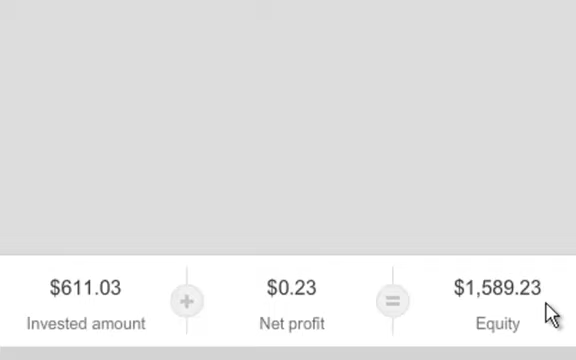 $611.03 + $0.23 = $1,589.23
Invested amount Net profit Equity